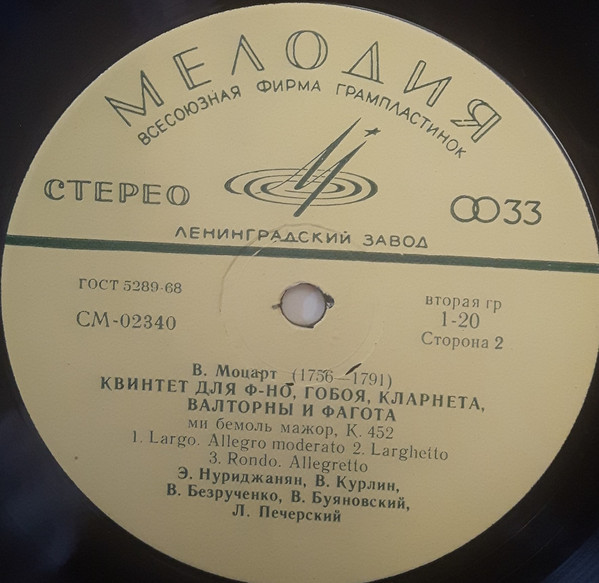 МЕЛОДИЯ
ВСЕСОЮЗНАЯ ФИРМА ГРАМПЛАСТИНОК
СТЕРЕО
33
ЛЕНИНГРАДСКИЙ ЗАВОД
ГОСТ 5289-68
СМ-02340
вторая гр
1-20
Сторона 2
В. Моцарт (1756—1791)
КВИНТЕТ ДЛЯ Ф-НО, ГОБОЯ, КЛАРНЕТА,
ВАЛТОРНЫ И ФАГОТА
ми бемоль мажор, К. 452
1. Largo. Allegro moderato 2. Larghetto
3. Rondo. Allegretto
Э. Нуриджанян, В. Курлин,
В. Безрученко, В. Буяновский,
Л. Печерский